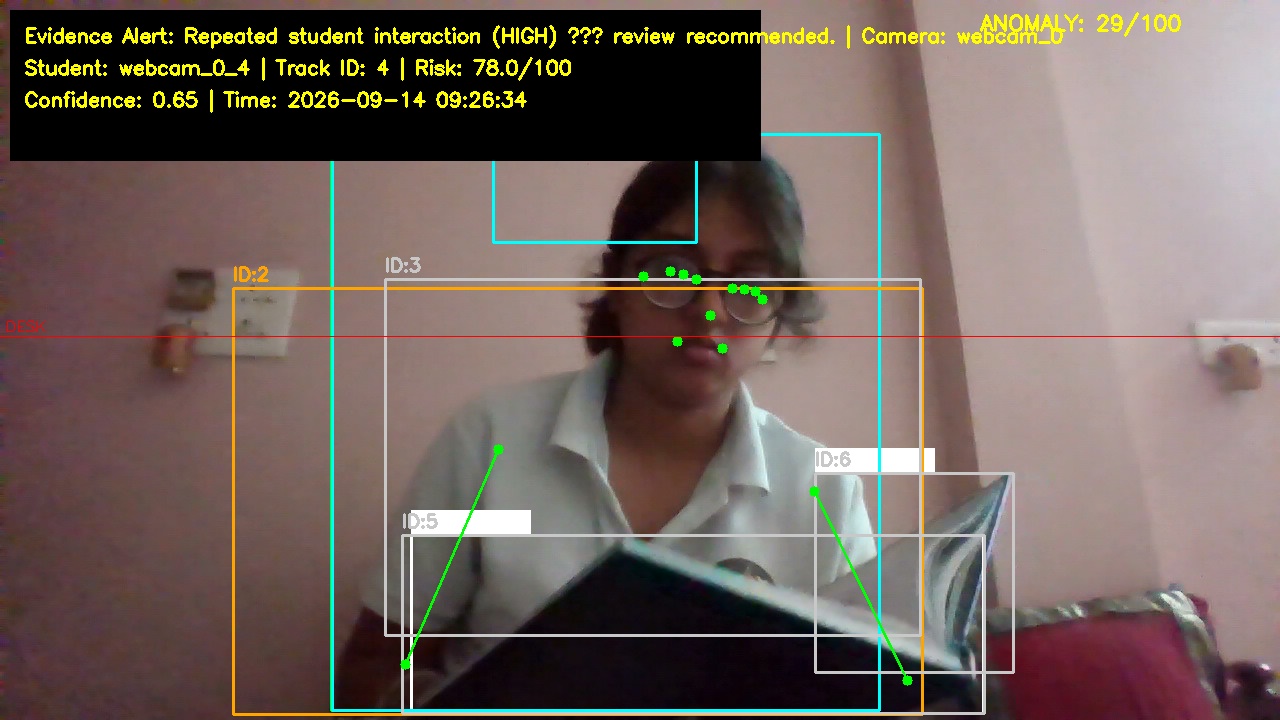 Evidence Alert: Repeated student interaction (HIGH) ??? review recommended. | Camera: webcam_0
ANOMALY: 29/100
Student: webcam_0_4 | Track ID: 4 | Risk: 78.0/100
Confidence: 0.65 | Time: 2026-09-14 09:26:34
ID:3
ID:2
DESK
ID:6
ID:5